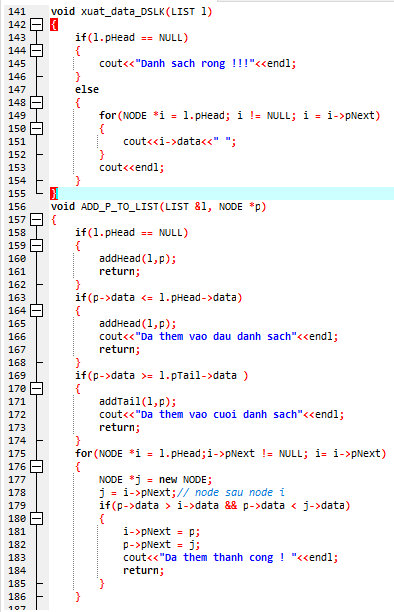 141 void xuat_data_DSLK(LIST l)
142 {
143     if(l.pHead == NULL)
144     {
145         cout<<"Danh sach rong !!!"<<endl;
146     }
147     else
148     {
149         for(NODE *i = l.pHead; i != NULL; i = i->pNext)
150         {
151             cout<<i->data<<" ";
152         }
153         cout<<endl;
154     }
155 }
156 void ADD_P_TO_LIST(LIST &l, NODE *p)
157 {
158     if(l.pHead == NULL)
159     {
160         addHead(l,p);
161         return;
162     }
163     if(p->data <= l.pHead->data)
164     {
165         addHead(l,p);
166         cout<<"Da them vao dau danh sach"<<endl;
167         return;
168     }
169     if(p->data >= l.pTail->data )
170     {
171         addTail(l,p);
172         cout<<"Da them vao cuoi danh sach"<<endl;
173         return;
174     }
175     for(NODE *i = l.pHead;i->pNext != NULL; i= i->pNext)
176     {
177         NODE *j = new NODE;
178         j = i->pNext;// node sau node i
179         if(p->data > i->data && p->data < j->data)
180         {
181             i->pNext = p;
182             p->pNext = j;
183             cout<<"Da them thanh cong ! "<<endl;
184             return;
185         }
186     }
187